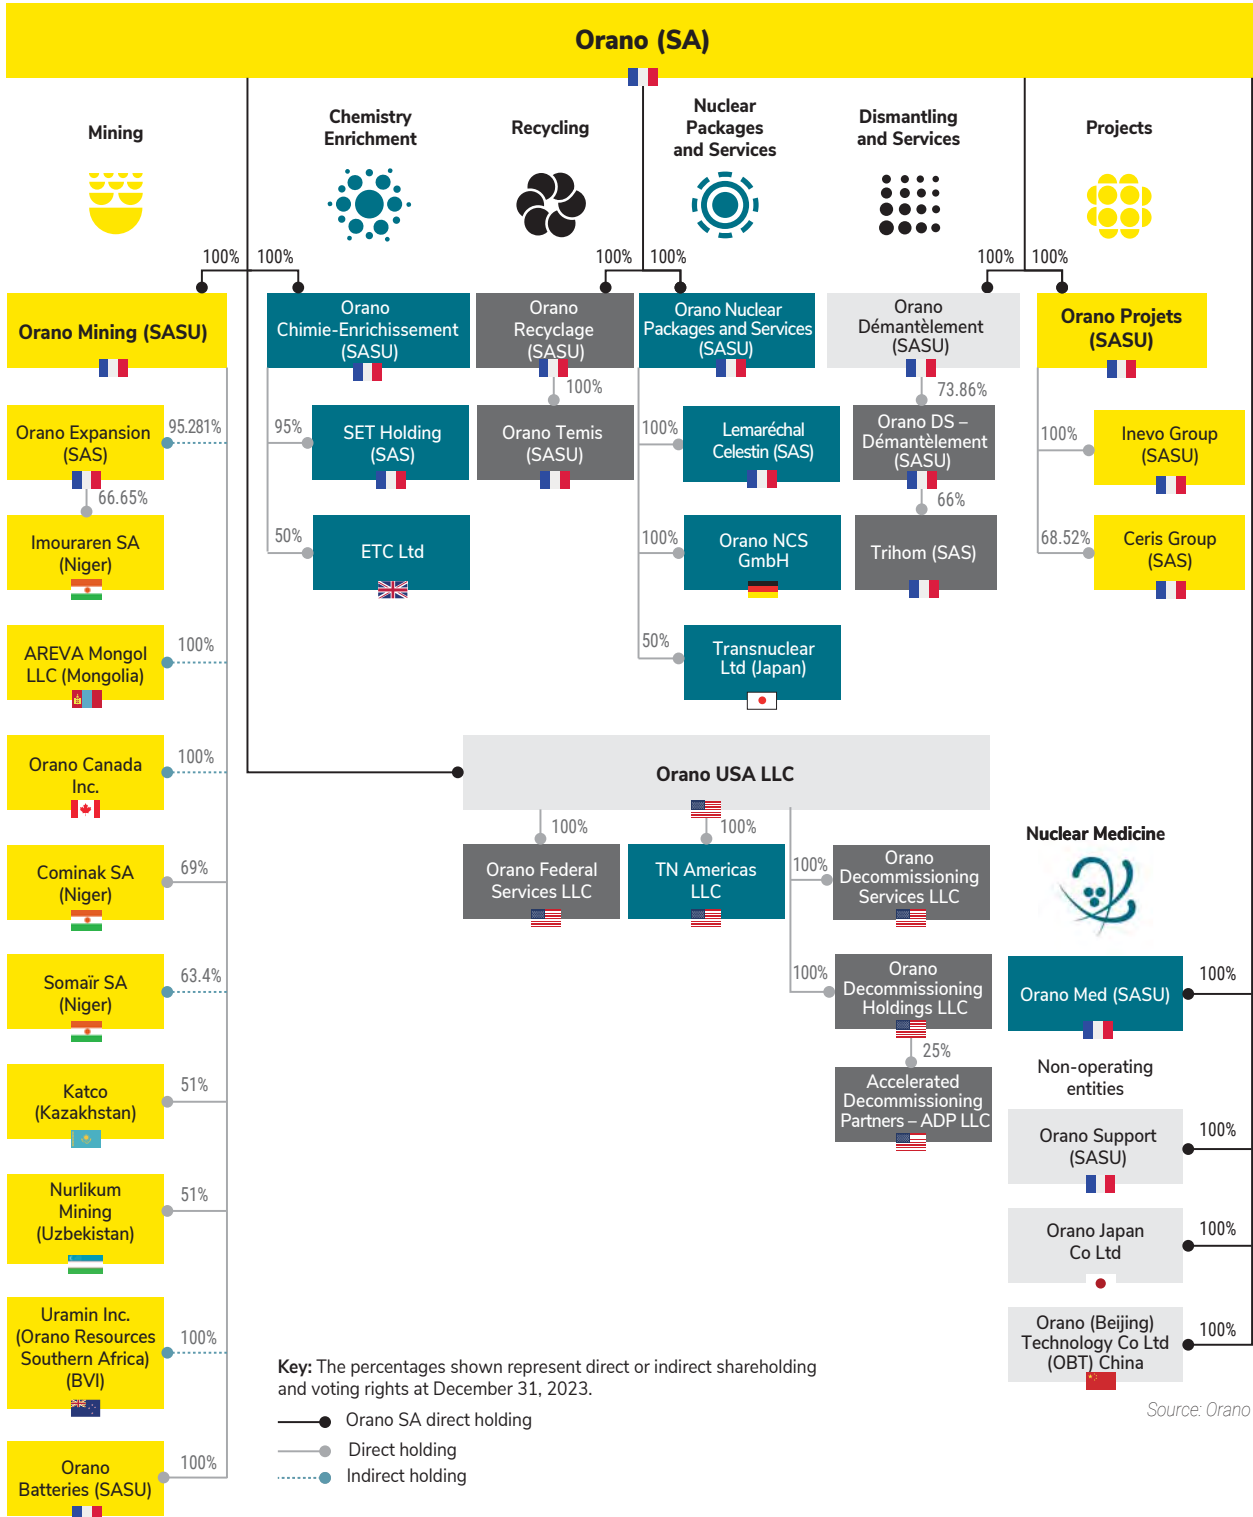 Orano (SA)
Mining
Chemistry
Enrichment
Recycling
Nuclear
Packages
and Services
Dismantling
and Services
Projects
100%
100%
100%
100%
100%
100%
Orano Mining (SASU)
Orano
Chimie-Enrichissement
(SASU)
Orano
Recyclage
(SASU)
Orano Nuclear
Packages and Services
(SASU)
Orano
Démantèlement
(SASU)
Orano Projets
(SASU)
Orano Expansion
(SAS)
95.281%
66.65%
Imouraren SA
(Niger)
AREVA Mongol
LLC (Mongolia)
100%
Orano Canada
Inc.
100%
Cominak SA
(Niger)
69%
Somaïr SA
(Niger)
63.4%
Katco
(Kazakhstan)
51%
Nurlikum
Mining
(Uzbekistan)
51%
Uramin Inc.
(Orano Resources
Southern Africa)
(BVI)
100%
Orano
Batteries (SASU)
100%
95%
SET Holding
(SAS)
50%
ETC Ltd
100%
Orano Temis
(SASU)
100%
Lemaréchal
Celestin (SAS)
100%
Orano NCS
GmbH
50%
Transnuclear
Ltd (Japan)
73.86%
Orano DS –
Démantèlement
(SASU)
66%
Trihom (SAS)
100%
Inevo Group
(SASU)
68.52%
Ceris Group
(SAS)
Orano USA LLC
100%
Orano Federal
Services LLC
100%
TN Americas
LLC
100%
Orano
Decommissioning
Services LLC
100%
Orano
Decommissioning
Holdings LLC
25%
Accelerated
Decommissioning
Partners – ADP LLC
Nuclear Medicine
Orano Med (SASU)
100%
Non-operating
entities
Orano Support
(SASU)
100%
Orano Japan
Co Ltd
100%
Orano (Beijing)
Technology Co Ltd
(OBT) China
100%
Key: The percentages shown represent direct or indirect shareholding
and voting rights at December 31, 2023.
Orano SA direct holding
Direct holding
Indirect holding
Source: Orano